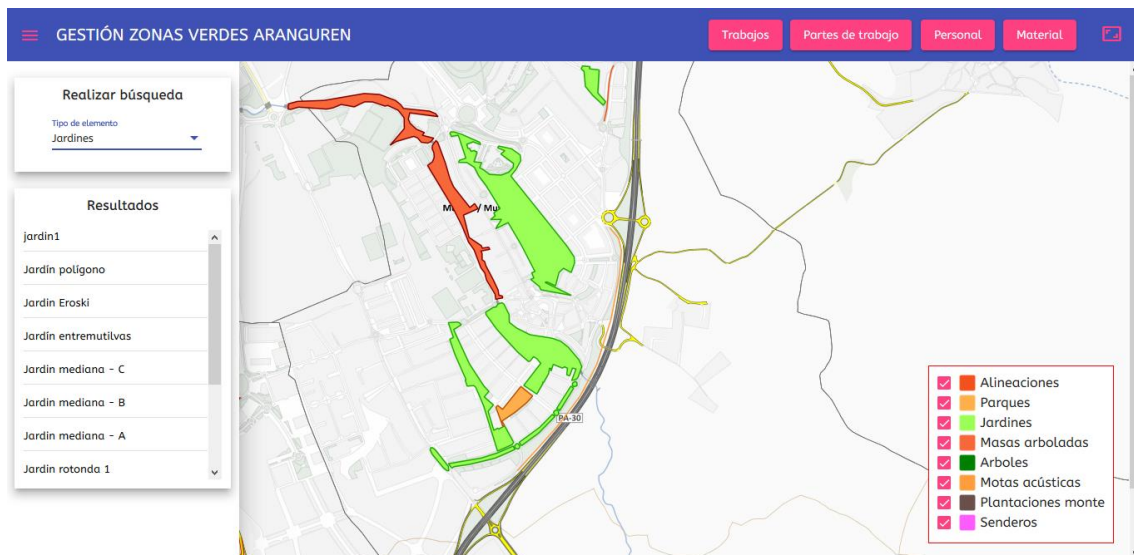 GESTIÓN ZONAS VERDES ARANGUREN
Trabajos
Partes de trabajo
Personal
Material
Realizar búsqueda
Tipo de elemento
Jardines
Resultados
jardin1
Jardín polígono
Jardin Eroski
Jardín entremutilvas
Jardin mediana - C
Jardin mediana - B
Jardin mediana - A
Jardin rotonda 1
PA-30
Alineaciones
Parques
Jardines
Masas arboladas
Arboles
Motas acústicas
Plantaciones monte
Senderos